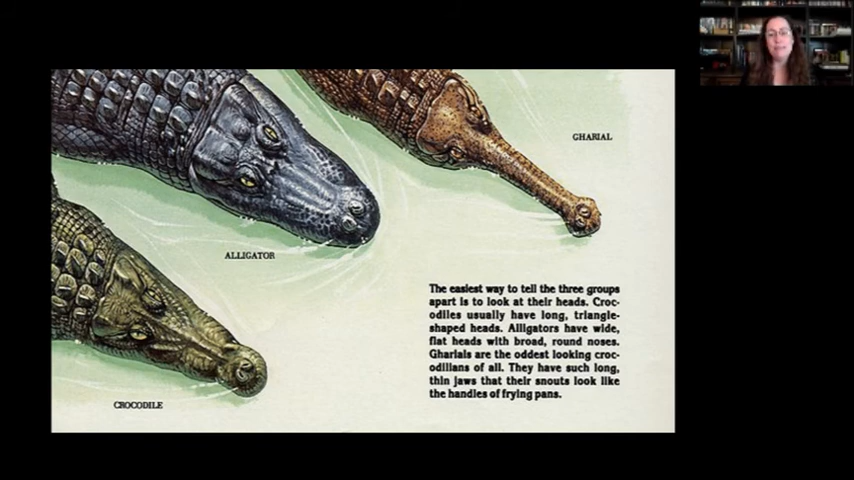 GHARIAL
ALLIGATOR
The easiest way to tell the three groups
apart is to look at their heads. Croc-
odiles usually have long, triangle-
shaped heads. Alligators have wide,
flat heads with broad, round noses.
Gharials are the oddest looking croc-
odilians of all. They have such long,
thin jaws that their snouts look like
the handles of frying pans.
CROCODILE